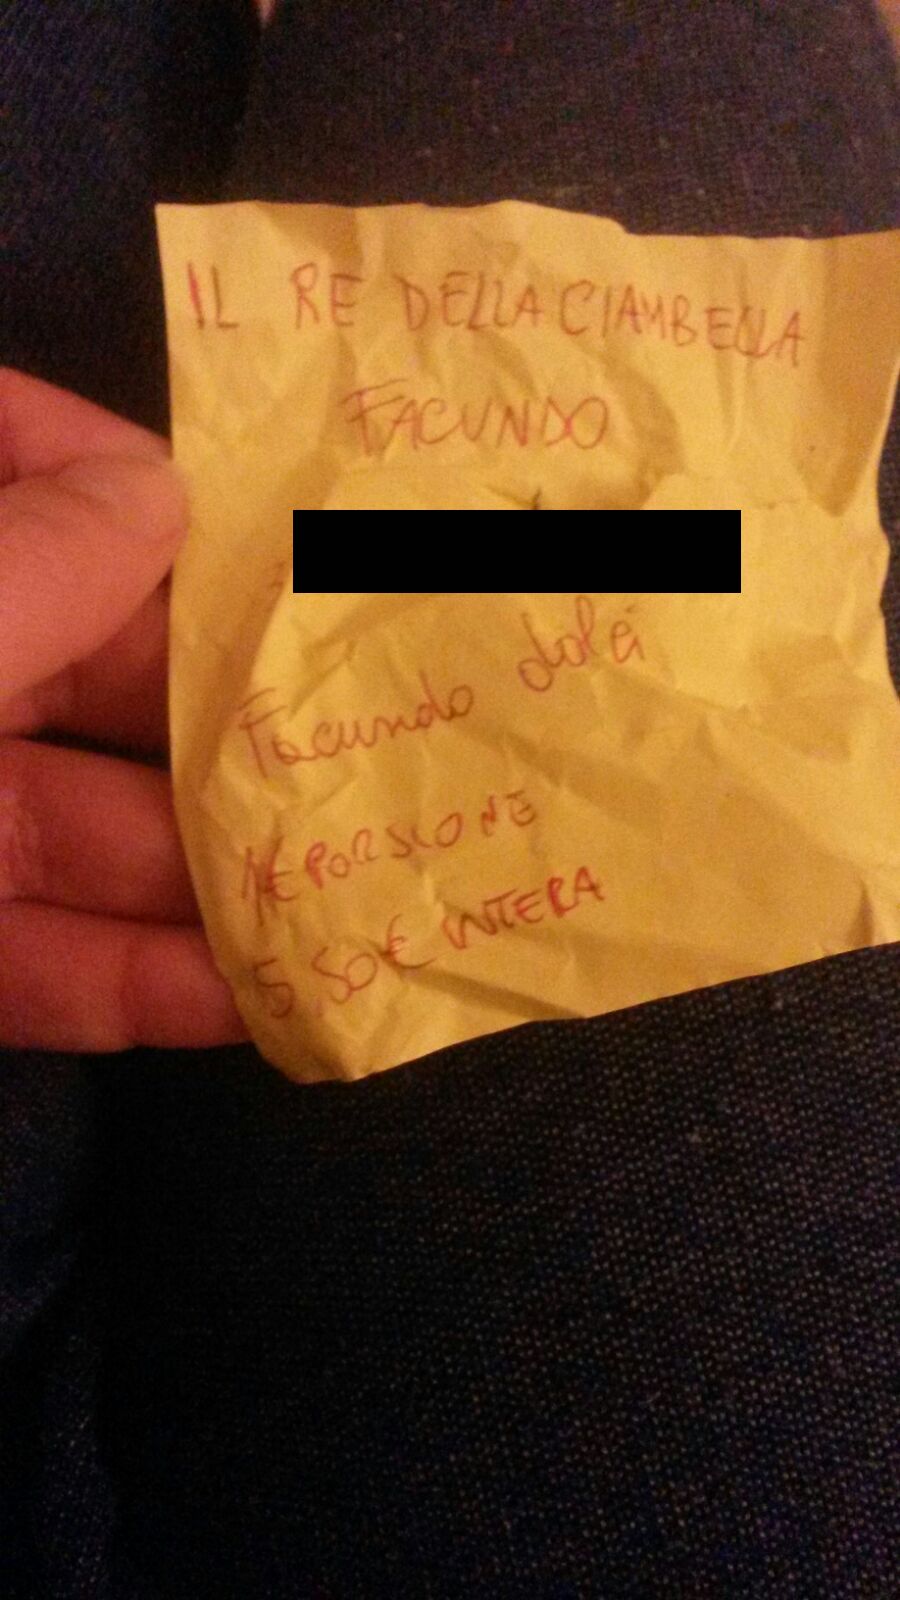 IL RE DELLA CIAMBELLA
FACUNDO
Facundo dolci
1€ PORSIONE
5,50€ INTERA